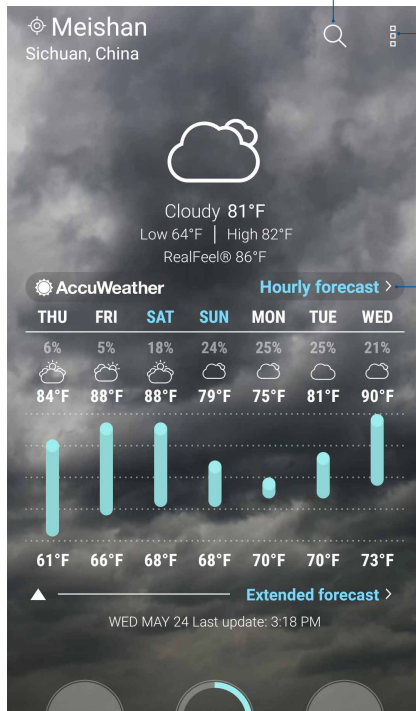 Meishan
Sichuan, China
Cloudy 81°F
Low 64°F | High 82°F
RealFeel® 86°F
AccuWeather Hourly forecast >
THU FRI SAT SUN MON TUE WED
6% 5% 18% 24% 25% 25% 21%
84°F 88°F 88°F 79°F 75°F 81°F 90°F
61°F 66°F 68°F 68°F 70°F 70°F 73°F
Extended forecast >
WED MAY 24 Last update: 3:18 PM